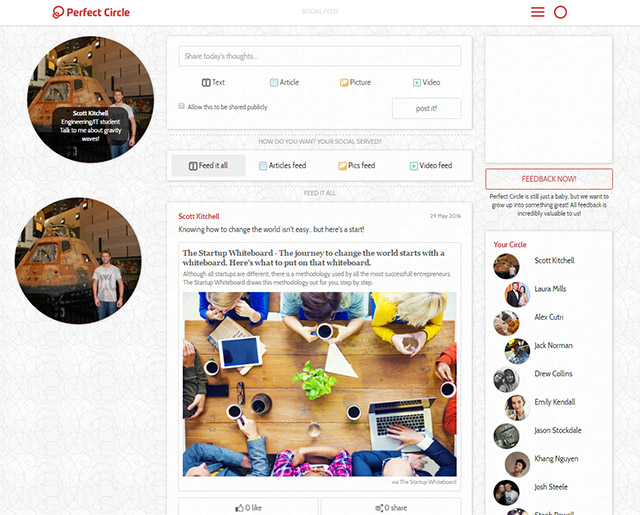 Perfect Circle
SOCIAL FEED
Scott Kitchell
Engineering/IT student
Talk to me about gravity
waves!
Share today's thoughts...
Text
Article
Picture
Video
Allow this to be shared publicly
post it!
HOW DO YOU WANT YOUR SOCIAL SERVED?
Feed it all
Articles feed
Pics feed
Video feed
FEED IT ALL
Scott Kitchell
29 May 2016
Knowing how to change the world isn't easy.. but here's a start!
The Startup Whiteboard - The journey to change the world starts with a
whiteboard. Here's what to put on that whiteboard.
Although all startups are different, there is a methodology used by all the most successfull entrepreneurs.
The Startup Whiteboard draws this methodology out for you, step by step.
via The Startup Whiteboard
0 like
0 share
FEEDBACK NOW!
Perfect Circle is still just a baby, but we want to
grow up into something great! All feedback is
incredibly valuable to us!
Your Circle
Scott Kitchell
Laura Mills
Alex Cutri
Jack Norman
Drew Collins
Emily Kendall
Jason Stockdale
Khang Nguyen
Josh Steele
Steph Parker